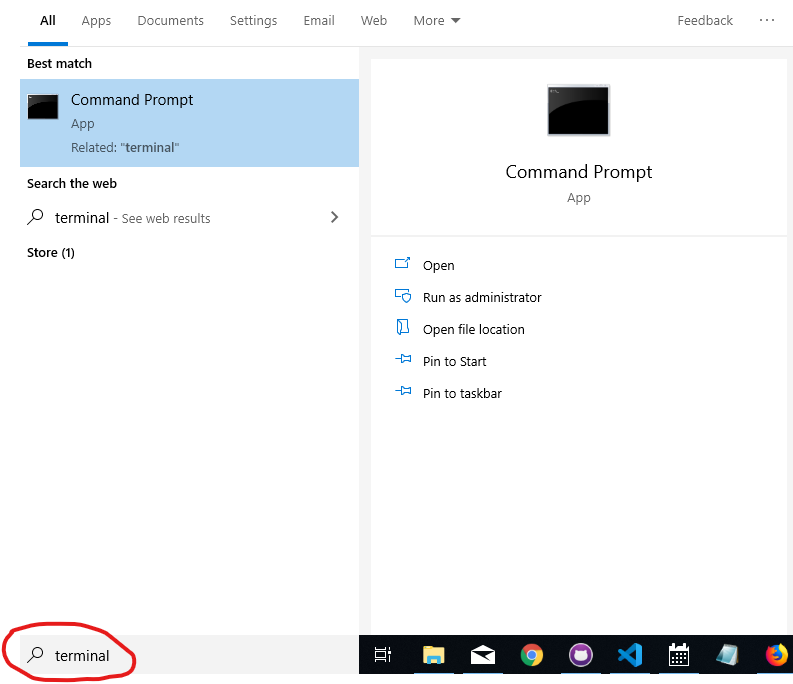 All Apps Documents Settings Email Web More Feedback ...
Best match
Command Prompt
App
Related: "terminal"
Search the web
terminal - See web results
Store (1)
Command Prompt
App
Open
Run as administrator
Open file location
Pin to Start
Pin to taskbar
terminal